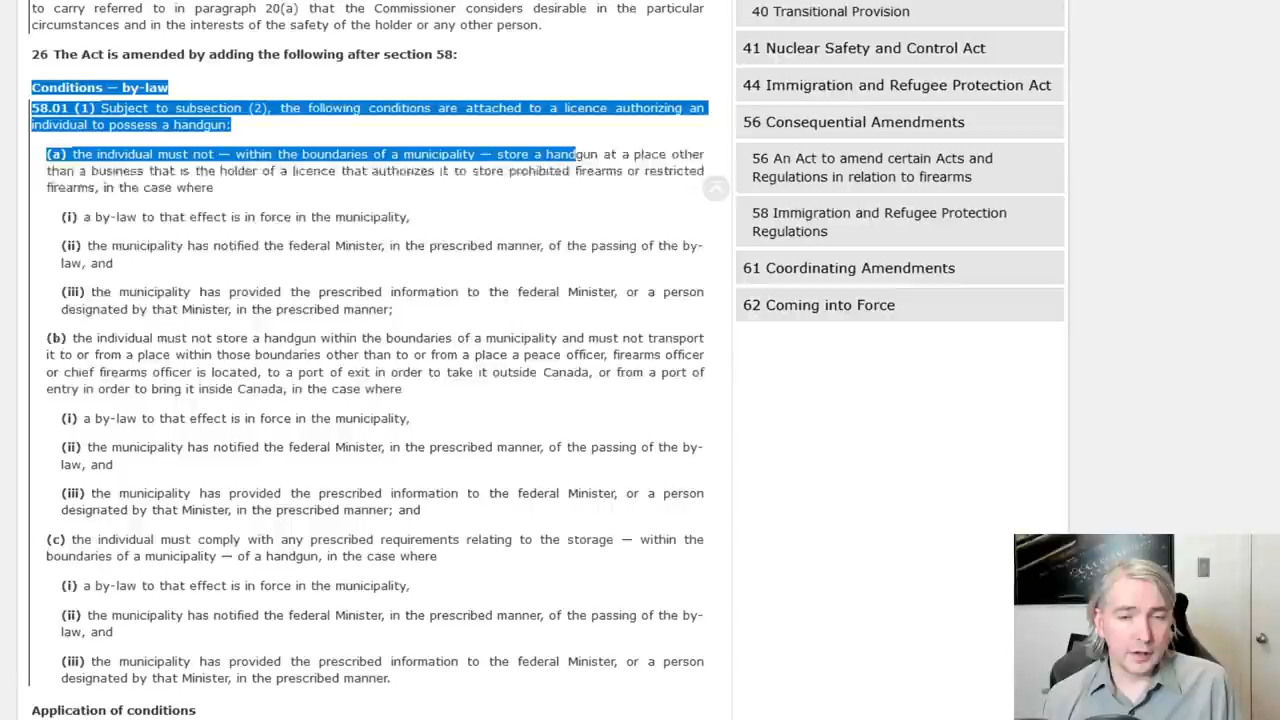 to carry referred to in paragraph 20(a) that the Commissioner considers desirable in the particular
circumstances and in the interests of the safety of the holder or any other person.
26 The Act is amended by adding the following after section 58:
Conditions — by-law
58.01 (1) Subject to subsection (2), the following conditions are attached to a licence authorizing an
individual to possess a handgun:
(a) the individual must not — within the boundaries of a municipality — store a handgun at a place other
than a business that is the holder of a licence that authorizes it to store prohibited firearms or restricted
firearms, in the case where
(i) a by-law to that effect is in force in the municipality,
(ii) the municipality has notified the federal Minister, in the prescribed manner, of the passing of the by-
law, and
(iii) the municipality has provided the prescribed information to the federal Minister, or a person
designated by that Minister, in the prescribed manner;
(b) the individual must not store a handgun within the boundaries of a municipality and must not transport
it to or from a place within those boundaries other than to or from a place a peace officer, firearms officer
or chief firearms officer is located, to a port of exit in order to take it outside Canada, or from a port of
entry in order to bring it inside Canada, in the case where
(i) a by-law to that effect is in force in the municipality,
(ii) the municipality has notified the federal Minister, in the prescribed manner, of the passing of the by-
law, and
(iii) the municipality has provided the prescribed information to the federal Minister, or a person
designated by that Minister, in the prescribed manner; and
(c) the individual must comply with any prescribed requirements relating to the storage — within the
boundaries of a municipality — of a handgun, in the case where
(i) a by-law to that effect is in force in the municipality,
(ii) the municipality has notified the federal Minister, in the prescribed manner, of the passing of the by-
law, and
(iii) the municipality has provided the prescribed information to the federal Minister, or a person
designated by that Minister, in the prescribed manner.
Application of conditions
40 Transitional Provision
41 Nuclear Safety and Control Act
44 Immigration and Refugee Protection Act
56 Consequential Amendments
56 An Act to amend certain Acts and
Regulations in relation to firearms
58 Immigration and Refugee Protection
Regulations
61 Coordinating Amendments
62 Coming into Force